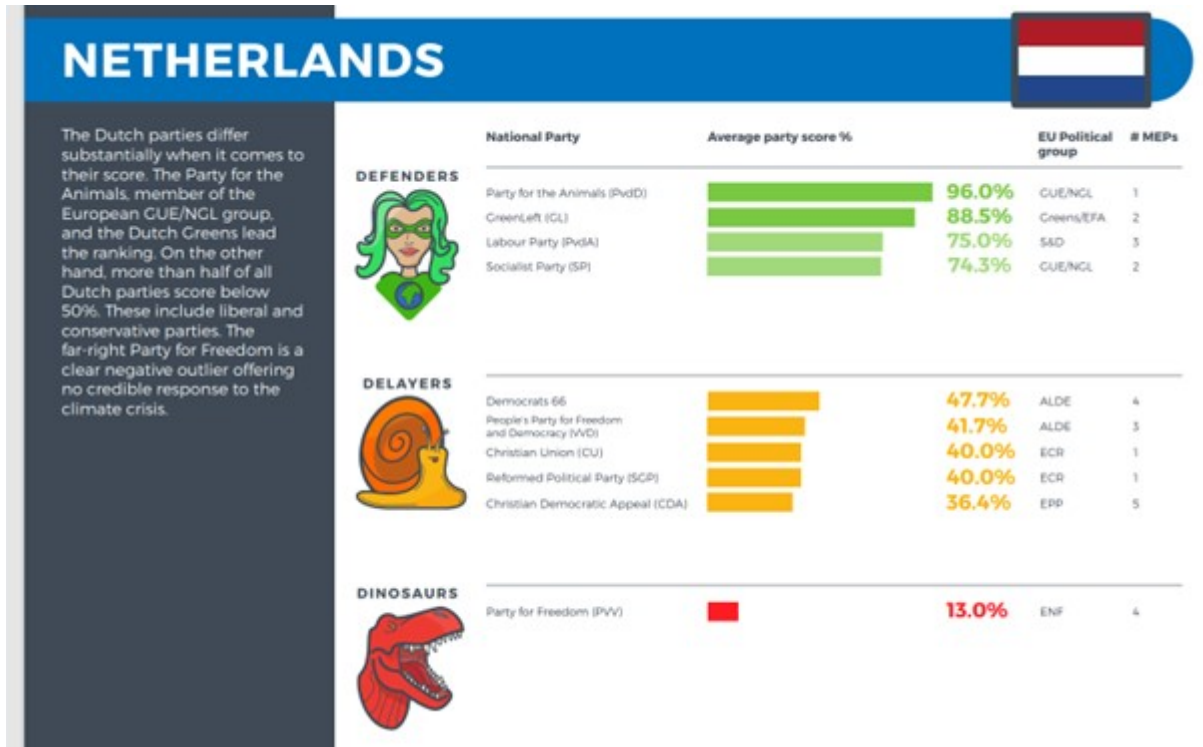 NETHERLANDS
The Dutch parties differ
substantially when it comes to
their score. The Party for the
Animals, member of the
European GUE/NGL group,
and the Dutch Greens lead
the ranking. On the other
hand, more than half of all
Dutch parties score below
50%. These include liberal and
conservative parties. The
far-right Party for Freedom is a
clear negative outlier offering
no credible response to the
climate crisis.
National Party Average party score % EU Political group # MEPs
DEFENDERS
Party for the Animals (PvdD) 96.0% GUE/NGL 1
GreenLeft (GL) 88.5% Greens/EFA 2
Labour Party (PvdA) 75.0% S&D 3
Socialist Party (SP) 74.3% GUE/NGL 2
DELAYERS
Democrats 66 47.7% ALDE 4
People's Party for Freedom
and Democracy (VVD) 41.7% ALDE 3
Christian Union (CU) 40.0% ECR 1
Reformed Political Party (SGP) 40.0% ECR 1
Christian Democratic Appeal (CDA) 36.4% EPP 5
DINOSAURS
Party for Freedom (PVV) 13.0% ENF 4